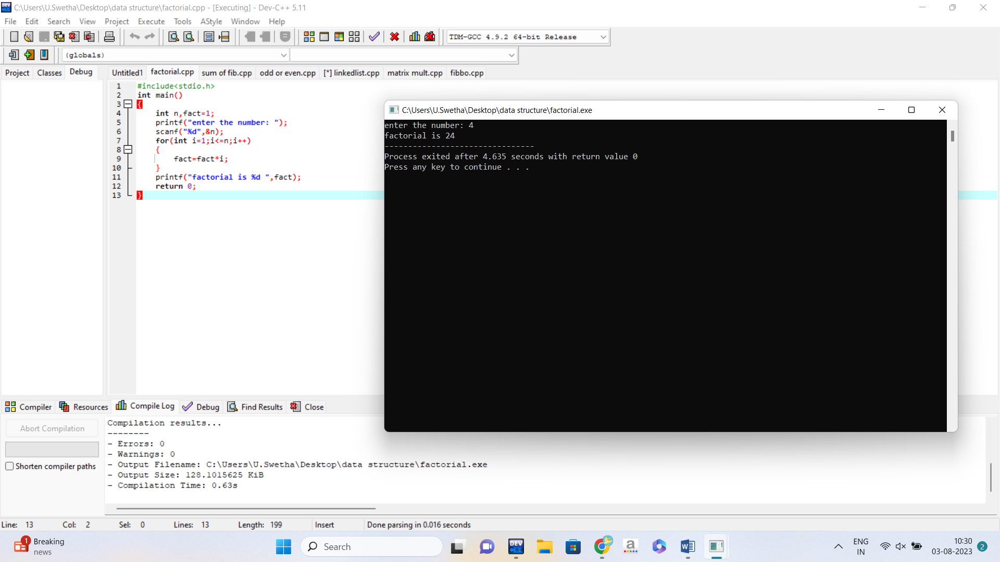 C:\Users\U.Swetha\Desktop\data structure\factorial.cpp - [Executing] - Dev-C++ 5.11
File Edit Search View Project Execute Tools AStyle Window Help
TDM-GCC 4.9.2 64-bit Release
(globals)
Project Classes Debug
Untitled1 factorial.cpp sum of fib.cpp odd or even.cpp [*] linkedlist.cpp matrix mult.cpp fibbo.cpp
1 #include<stdio.h>
2 int main()
3 {
4 int n,fact=1;
5 printf("enter the number: ");
6 scanf("%d",&n);
7 for(int i=1;i<=n;i++)
8 {
9 fact=fact*i;
10 }
11 printf("factorial is %d ",fact);
12 return 0;
13 }
C:\Users\U.Swetha\Desktop\data structure\factorial.exe
enter the number: 4
factorial is 24
--------------------------------
Process exited after 4.635 seconds with return value 0
Press any key to continue . . .
Compiler Resources Compile Log Debug Find Results Close
Abort Compilation
Shorten compiler paths
Compilation results...
--------
- Errors: 0
- Warnings: 0
- Output Filename: C:\Users\U.Swetha\Desktop\data structure\factorial.exe
- Output Size: 128.1015625 KiB
- Compilation Time: 0.63s
Line: 13 Col: 2 Sel: 0 Lines: 13 Length: 199 Insert Done parsing in 0.016 seconds
1
Breaking
news
Search
DEV
C++
a
W
ENG
IN
10:30
03-08-2023
2